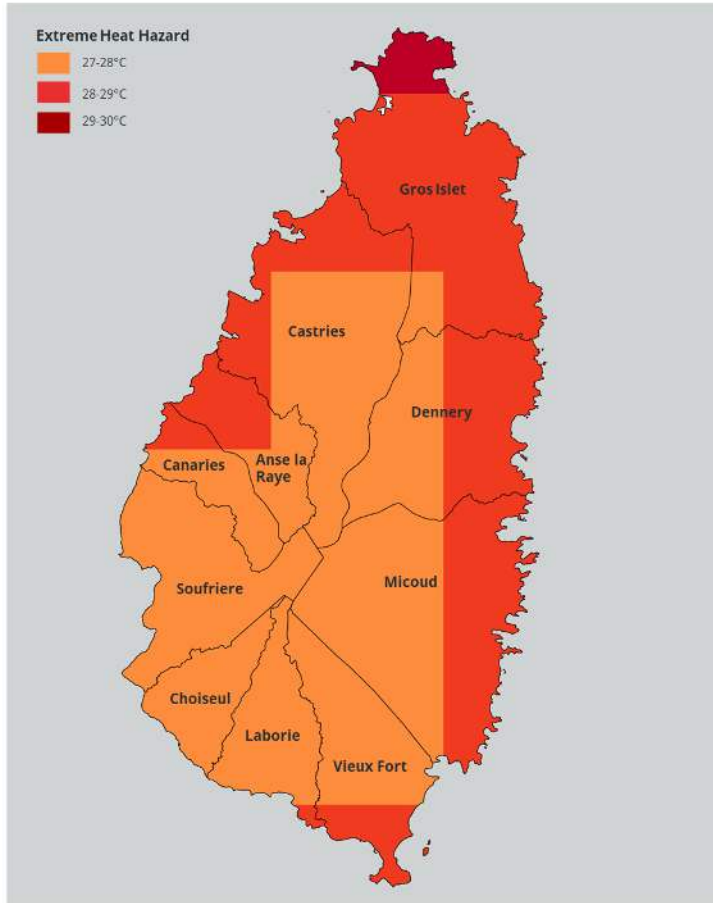 Extreme Heat Hazard
27-28°C
28-29°C
29-30°C
Gros Islet
Castries
Dennery
Canaries
Anse la
Raye
Soufriere
Micoud
Choiseul
Laborie
Vieux Fort